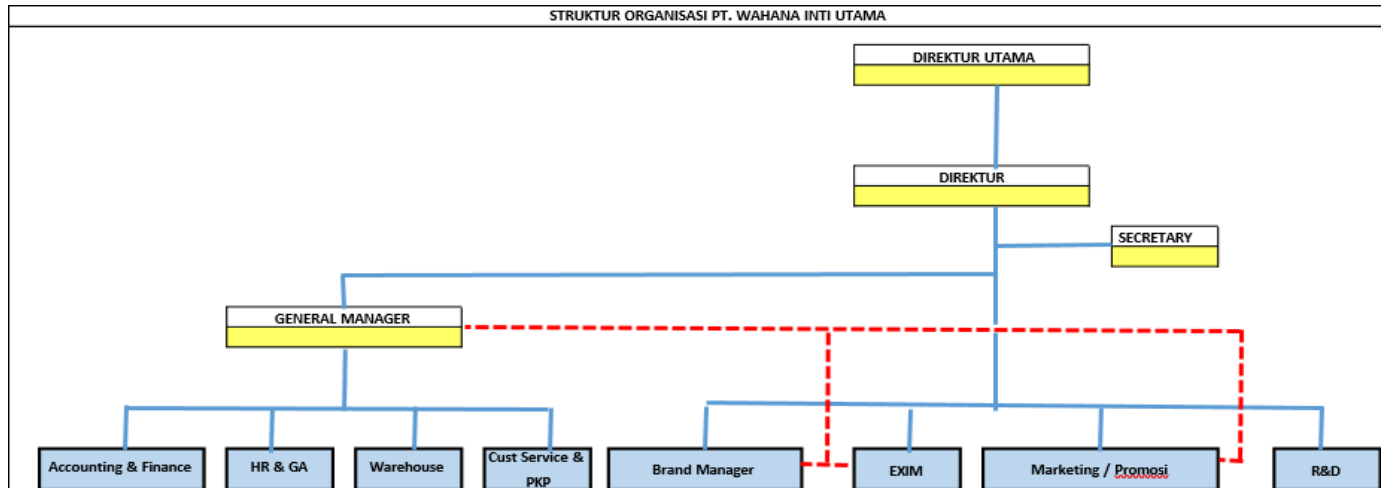 STRUKTUR ORGANISASI PT. WAHANA INTI UTAMA
DIREKTUR UTAMA
DIREKTUR
SECRETARY
GENERAL MANAGER
Accounting & Finance
HR & GA
Warehouse
Cust Service &
PKP
Brand Manager
EXIM
Marketing / Promosi
R&D